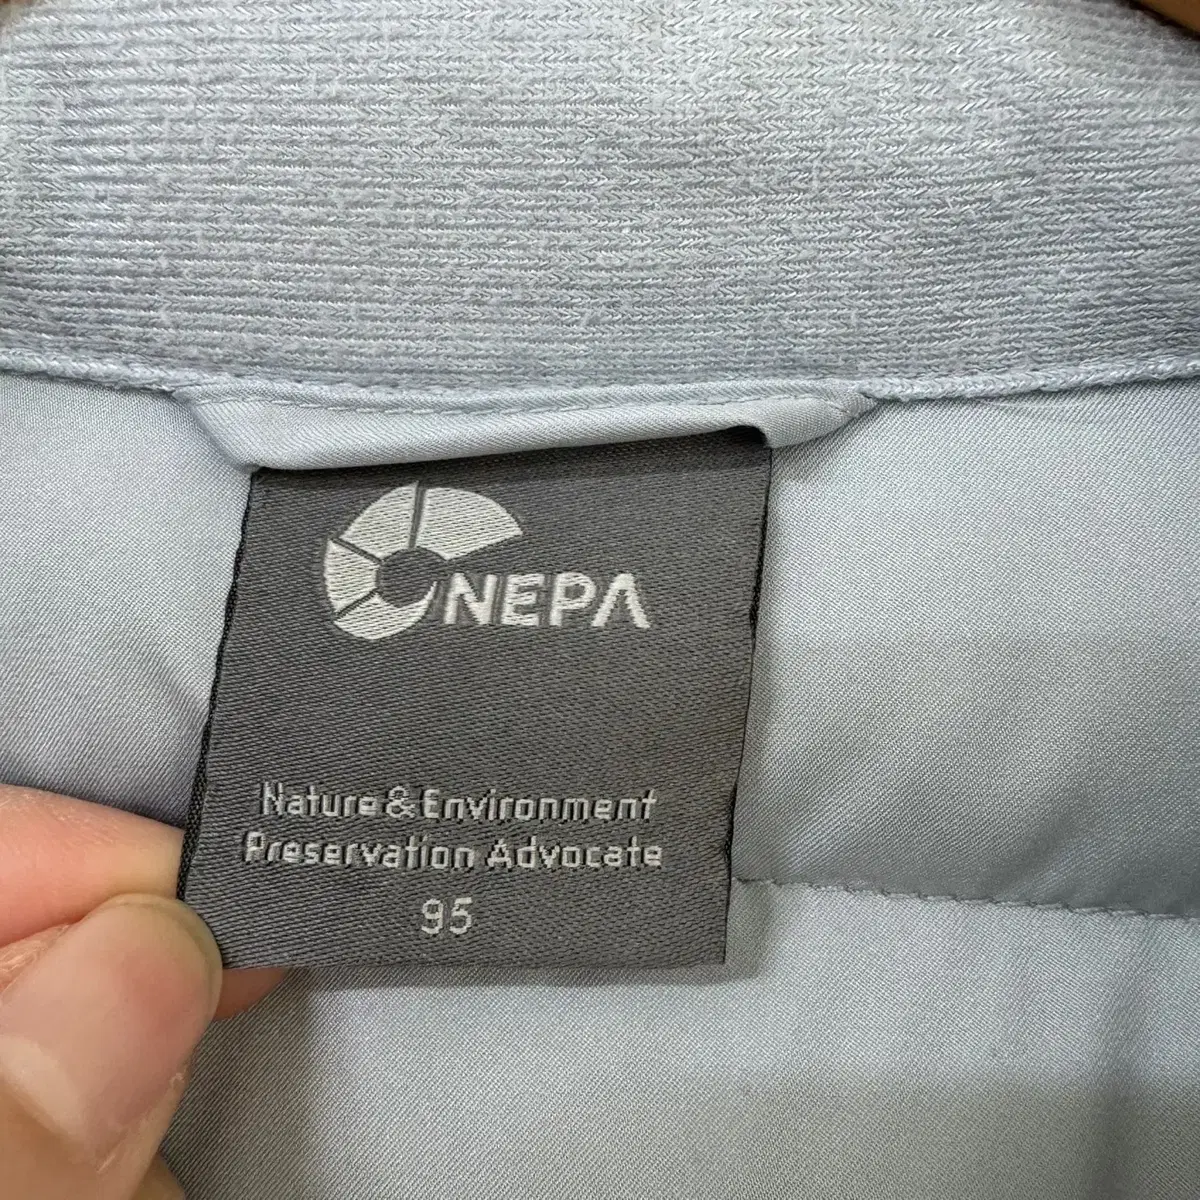 NEPA
Nature & Environment
Preservation Advocate
95